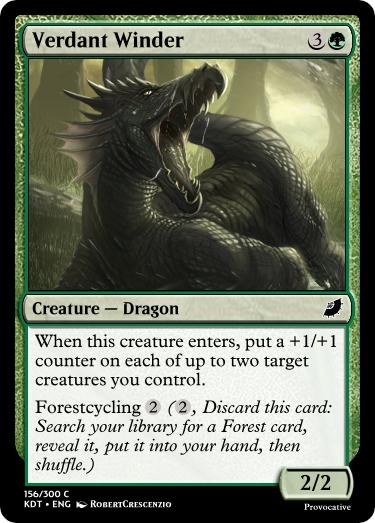 Verdant Winder 3
When this creature enters, put a +1/+1
counter on each of up to two target
creatures you control.
Forestcycling 2 (2, Discard this card:
Search your library for a Forest card,
reveal it, put it into your hand, then
shuffle.)
Creature — Dragon
2/2
156/300 C
KDT • ENG RobertCrescenzio
Provocative